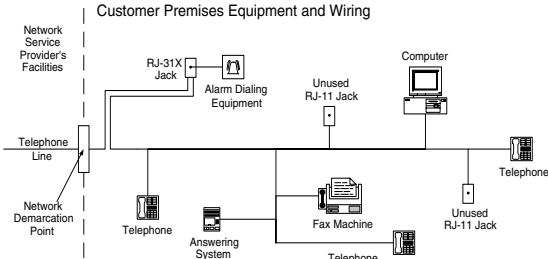 Customer Premises Equipment and Wiring
Network
Service
Provider's
Facilities
RJ-31X
Jack
Alarm Dialing
Equipment
Unused
RJ-11 Jack
Computer
Telephone
Line
Network
Demarcation
Point
Telephone
Answering
System
Fax Machine
Telephone
Unused
RJ-11 Jack
Telephone